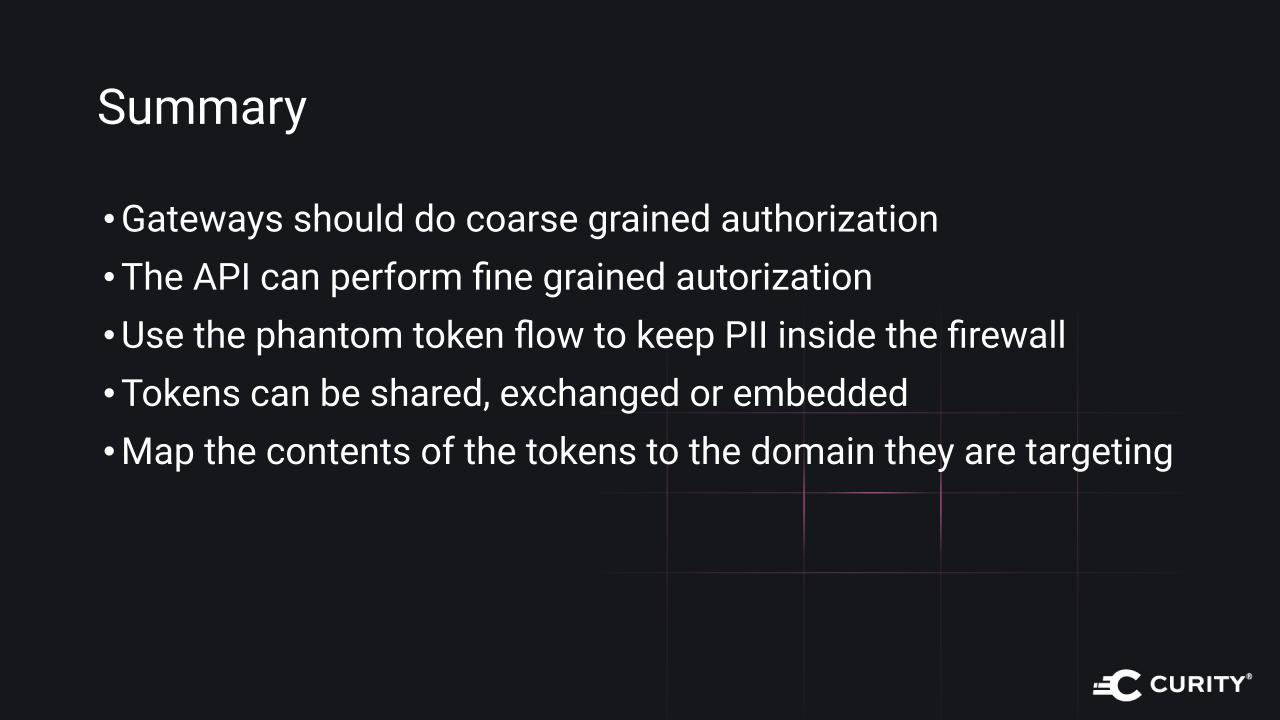 Summary
• Gateways should do coarse grained authorization
• The API can perform fine grained autorization
• Use the phantom token flow to keep PII inside the firewall
• Tokens can be shared, exchanged or embedded
• Map the contents of the tokens to the domain they are targeting
CURITY®